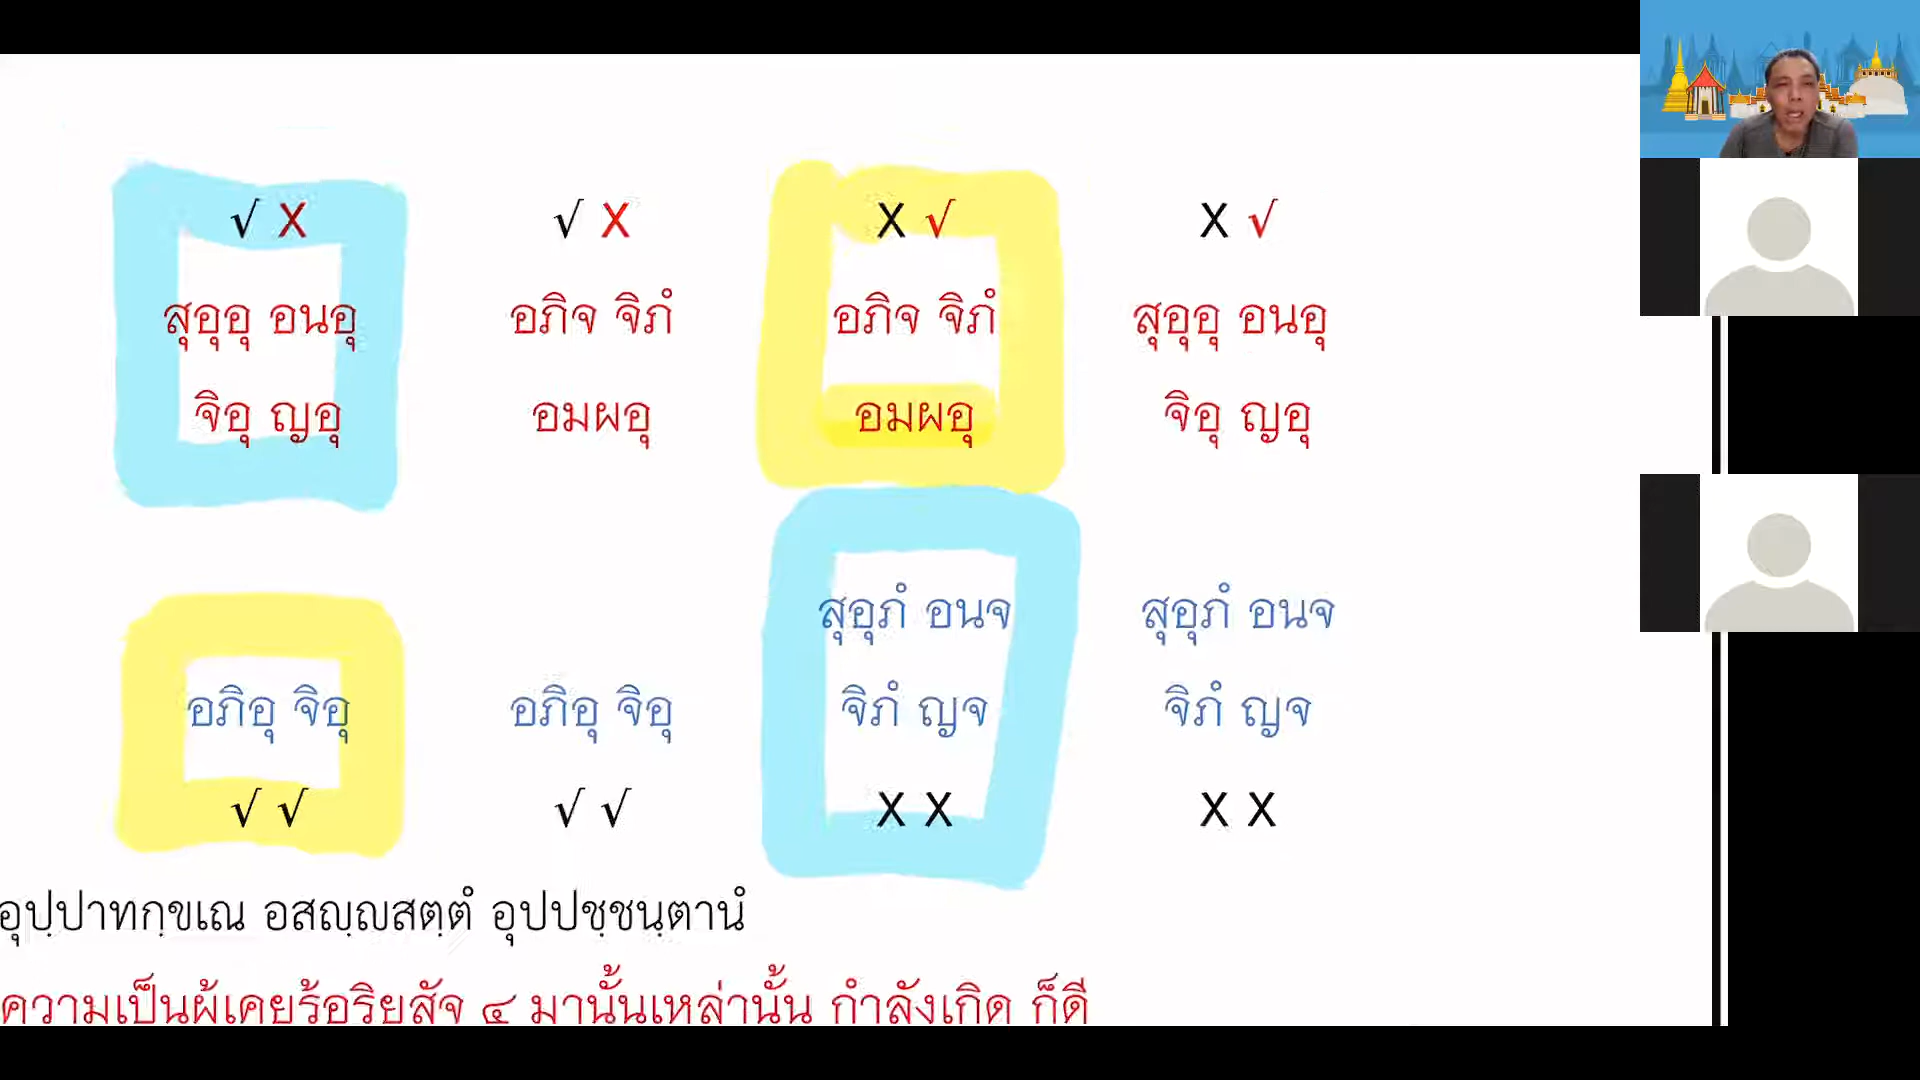 √ X √ X X √ X √
สุอุอุ อนอุ อภิจ จิภํ อภิจ จิภํ สุอุอุ อนอุ
จิอุ ญอุ อมผอุ อมผอุ จิอุ ญอุ
สุอุภํ อนจ สุอุภํ อนจ
อภิอุ จิอุ อภิอุ จิอุ จิภํ ญจ จิภํ ญจ
√ √ √ √ X X X X
อุปฺปาทกฺขเณ อสญฺญสตฺตํ อุปปชฺชนฺตานํ
ความเป็นผู้เคยรู้อริยสัจ ๔ มานั้นเหล่านั้น กำลังเกิด ก็ดี